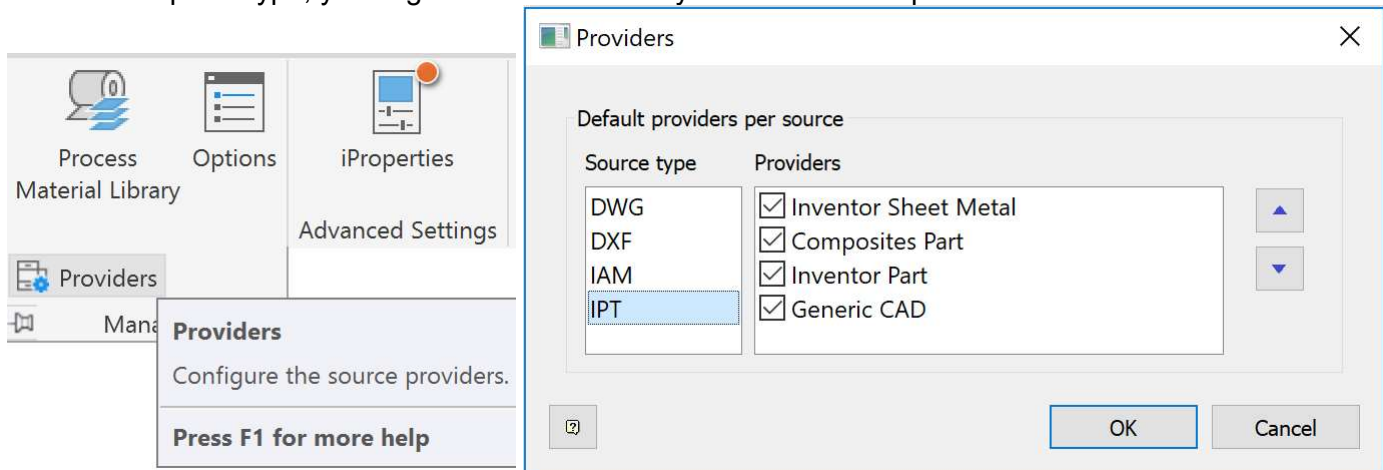 Process
Material Library
Options
iProperties
Advanced Settings
Providers
Mana
Providers
Configure the source providers.
Press F1 for more help
Providers
Default providers per source
Source type Providers
DWG
DXF
IAM
IPT
Inventor Sheet Metal
Composites Part
Inventor Part
Generic CAD
OK Cancel